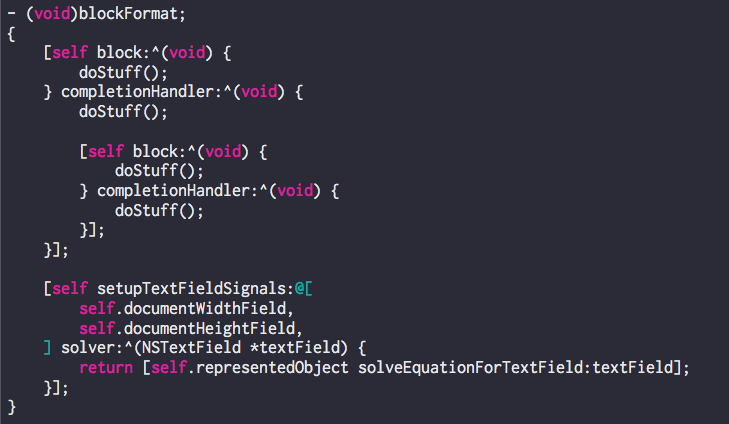 - (void)blockFormat;
{
    [self block:^(void) {
        doStuff();
    } completionHandler:^(void) {
        doStuff();

        [self block:^(void) {
            doStuff();
        } completionHandler:^(void) {
            doStuff();
        }];
    }];

    [self setupTextFieldSignals:@[
        self.documentWidthField,
        self.documentHeightField,
    ] solver:^(NSTextField *textField) {
        return [self.representedObject solveEquationForTextField:textField];
    }];
}